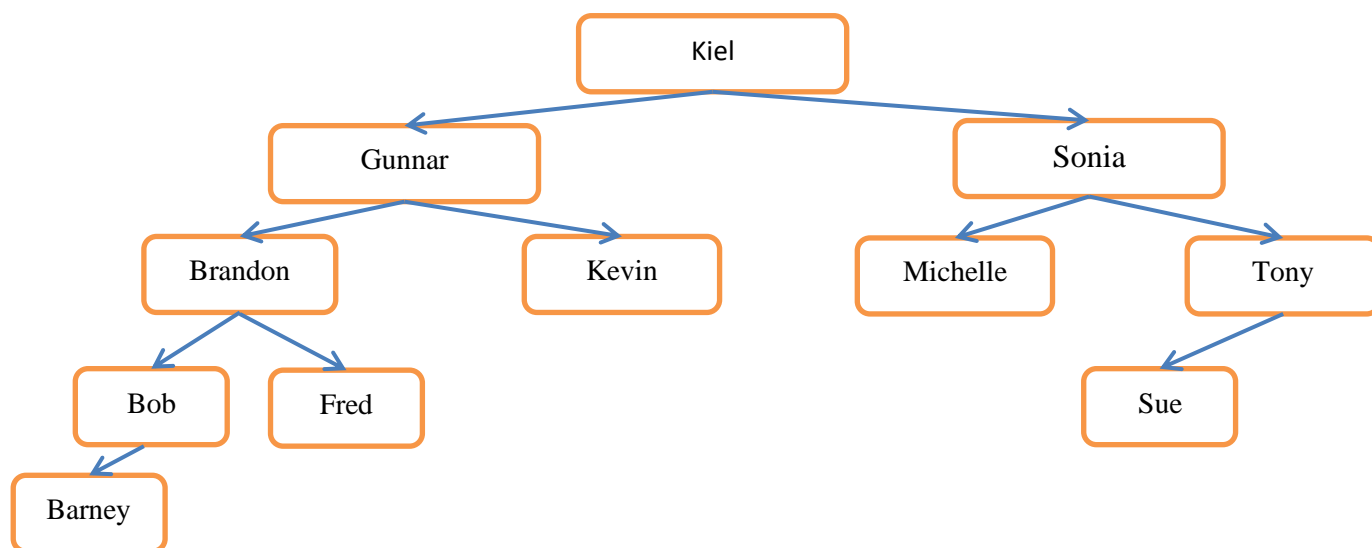 Kiel
Gunnar
Sonia
Brandon
Kevin
Michelle
Tony
Bob
Fred
Sue
Barney